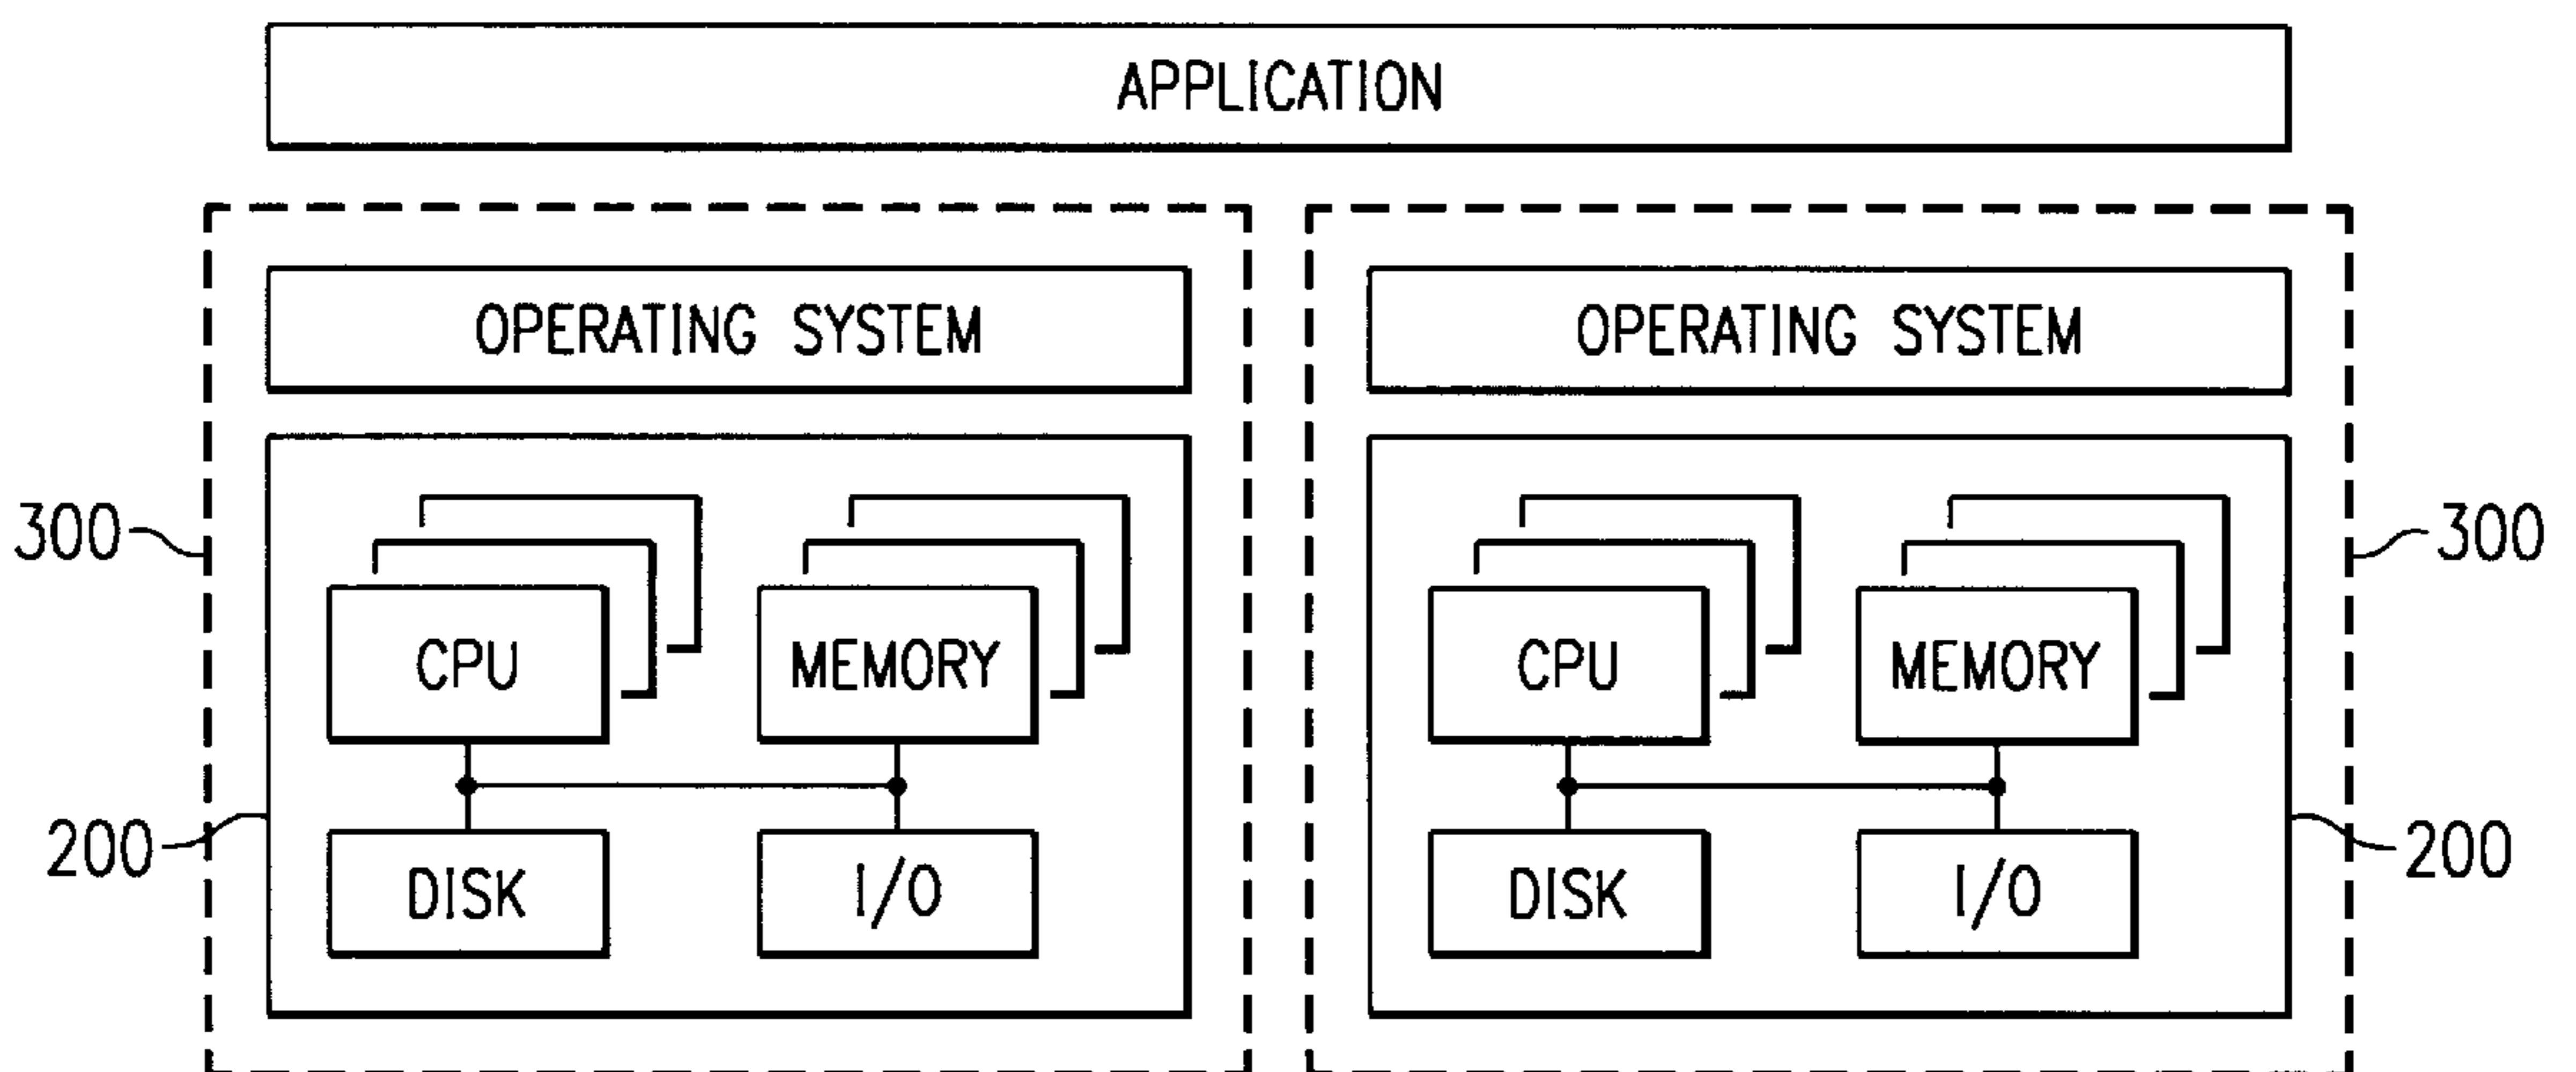 APPLICATION
OPERATING SYSTEM
OPERATING SYSTEM
300
300
CPU
MEMORY
CPU
MEMORY
200
200
DISK
I/O
DISK
I/O